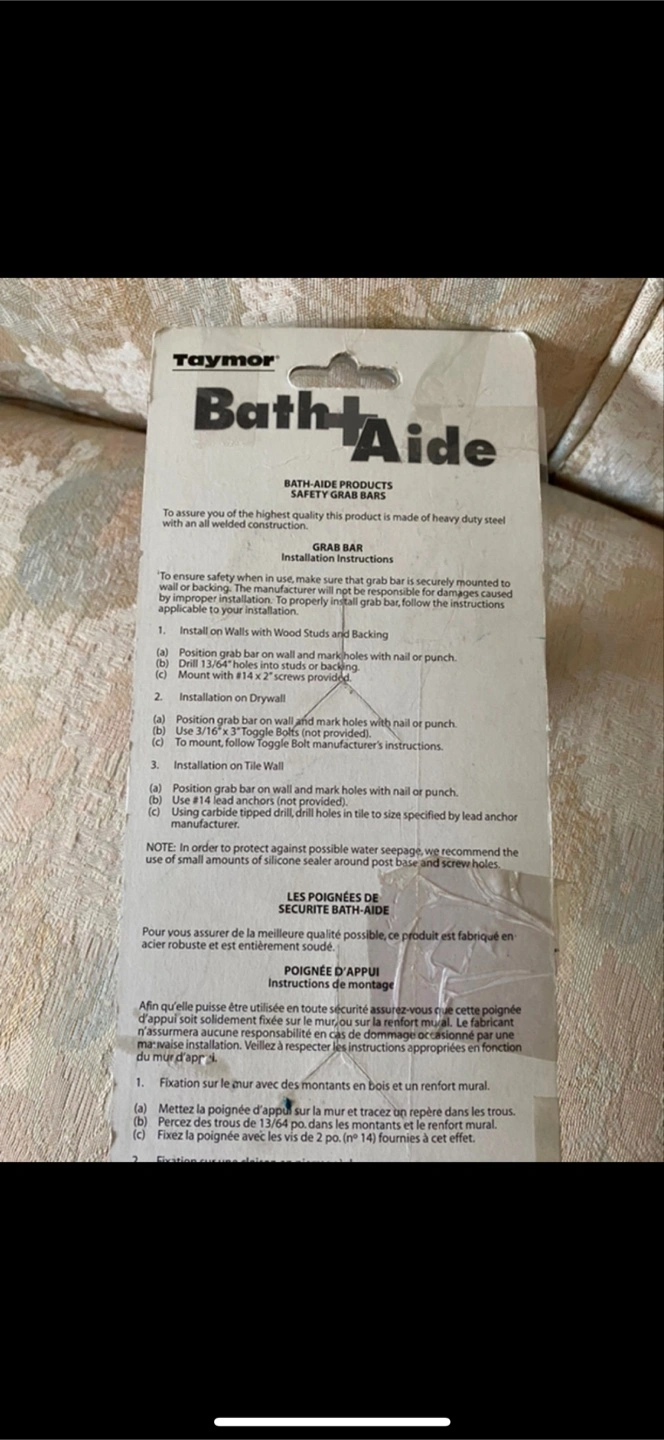 Taymor®
Bath+Aide
BATH-AIDE PRODUCTS
SAFETY GRAB BARS
To assure you of the highest quality this product is made of heavy duty steel
with an all welded construction.
GRAB BAR
Installation Instructions
To ensure safety when in use, make sure that grab bar is securely mounted to
wall or backing. The manufacturer will not be responsible for damages caused
by improper installation. To properly install grab bar, follow the instructions
applicable to your installation.
1. Install on Walls with Wood Studs and Backing
(a) Position grab bar on wall and mark holes with nail or punch.
(b) Drill 13/64" holes into studs or backing.
(c) Mount with #14 x 2" screws provided.
2. Installation on Drywall
(a) Position grab bar on wall and mark holes with nail or punch.
(b) Use 3/16" x 3" Toggle Bolts (not provided).
(c) To mount, follow Toggle Bolt manufacturer's instructions.
3. Installation on Tile Wall
(a) Position grab bar on wall and mark holes with nail or punch.
(b) Use #14 lead anchors (not provided).
(c) Using carbide tipped drill, drill holes in tile to size specified by lead anchor
manufacturer.
NOTE: In order to protect against possible water seepage, we recommend the
use of small amounts of silicone sealer around post base and screw holes.
LES POIGNÉES DE
SECURITE BATH-AIDE
Pour vous assurer de la meilleure qualité possible, ce produit est fabriqué en
acier robuste et est entièrement soudé.
POIGNÉE D'APPUI
Instructions de montage
Afin qu'elle puisse être utilisée en toute sécurité assurez-vous que cette poignée
d'appui soit solidement fixée sur le mur, ou sur la renfort mural. Le fabricant
n'assurmera aucune responsabilité en cas de dommage occasionné par une
mauvaise installation. Veillez à respecter les instructions appropriées en fonction
du mur d'appui.
1. Fixation sur le mur avec des montants en bois et un renfort mural.
(a) Mettez la poignée d'appui sur la mur et tracez un repère dans les trous.
(b) Percez des trous de 13/64 po. dans les montants et le renfort mural.
(c) Fixez la poignée avec les vis de 2 po. (nº 14) fournies à cet effet.
2. Fixation sur une cloison